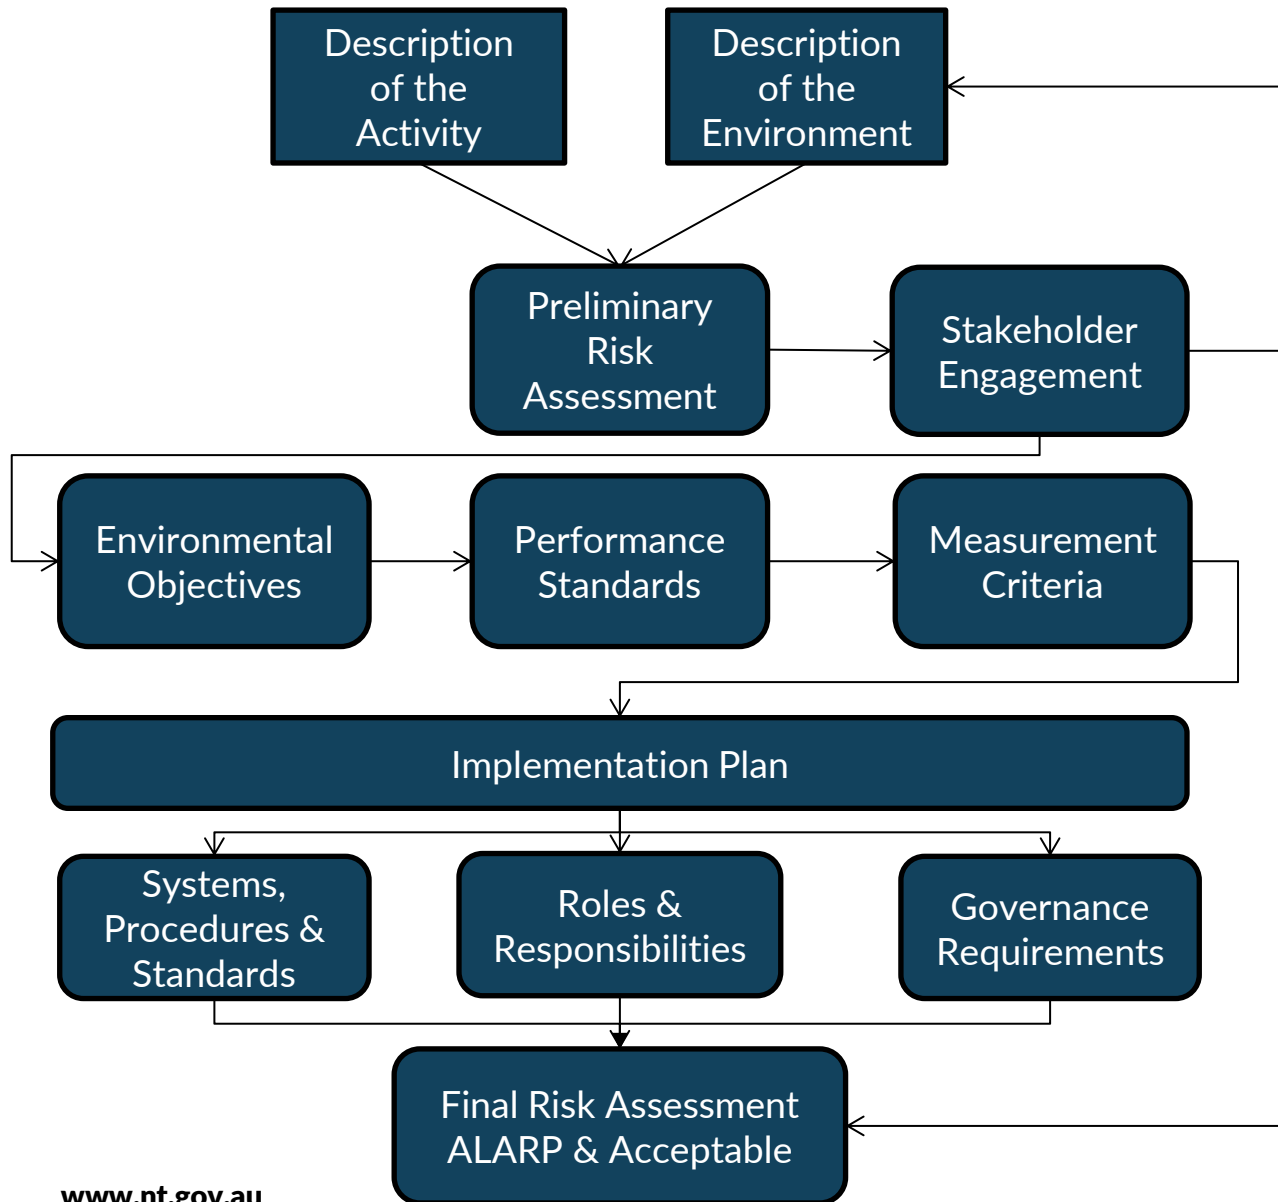 Description
of the
Activity
Description
of the
Environment
Preliminary
Risk
Assessment
Stakeholder
Engagement
Environmental
Objectives
Performance
Standards
Measurement
Criteria
Implementation Plan
Systems,
Procedures &
Standards
Roles &
Responsibilities
Governance
Requirements
Final Risk Assessment
ALARP & Acceptable
www.nt.gov.au